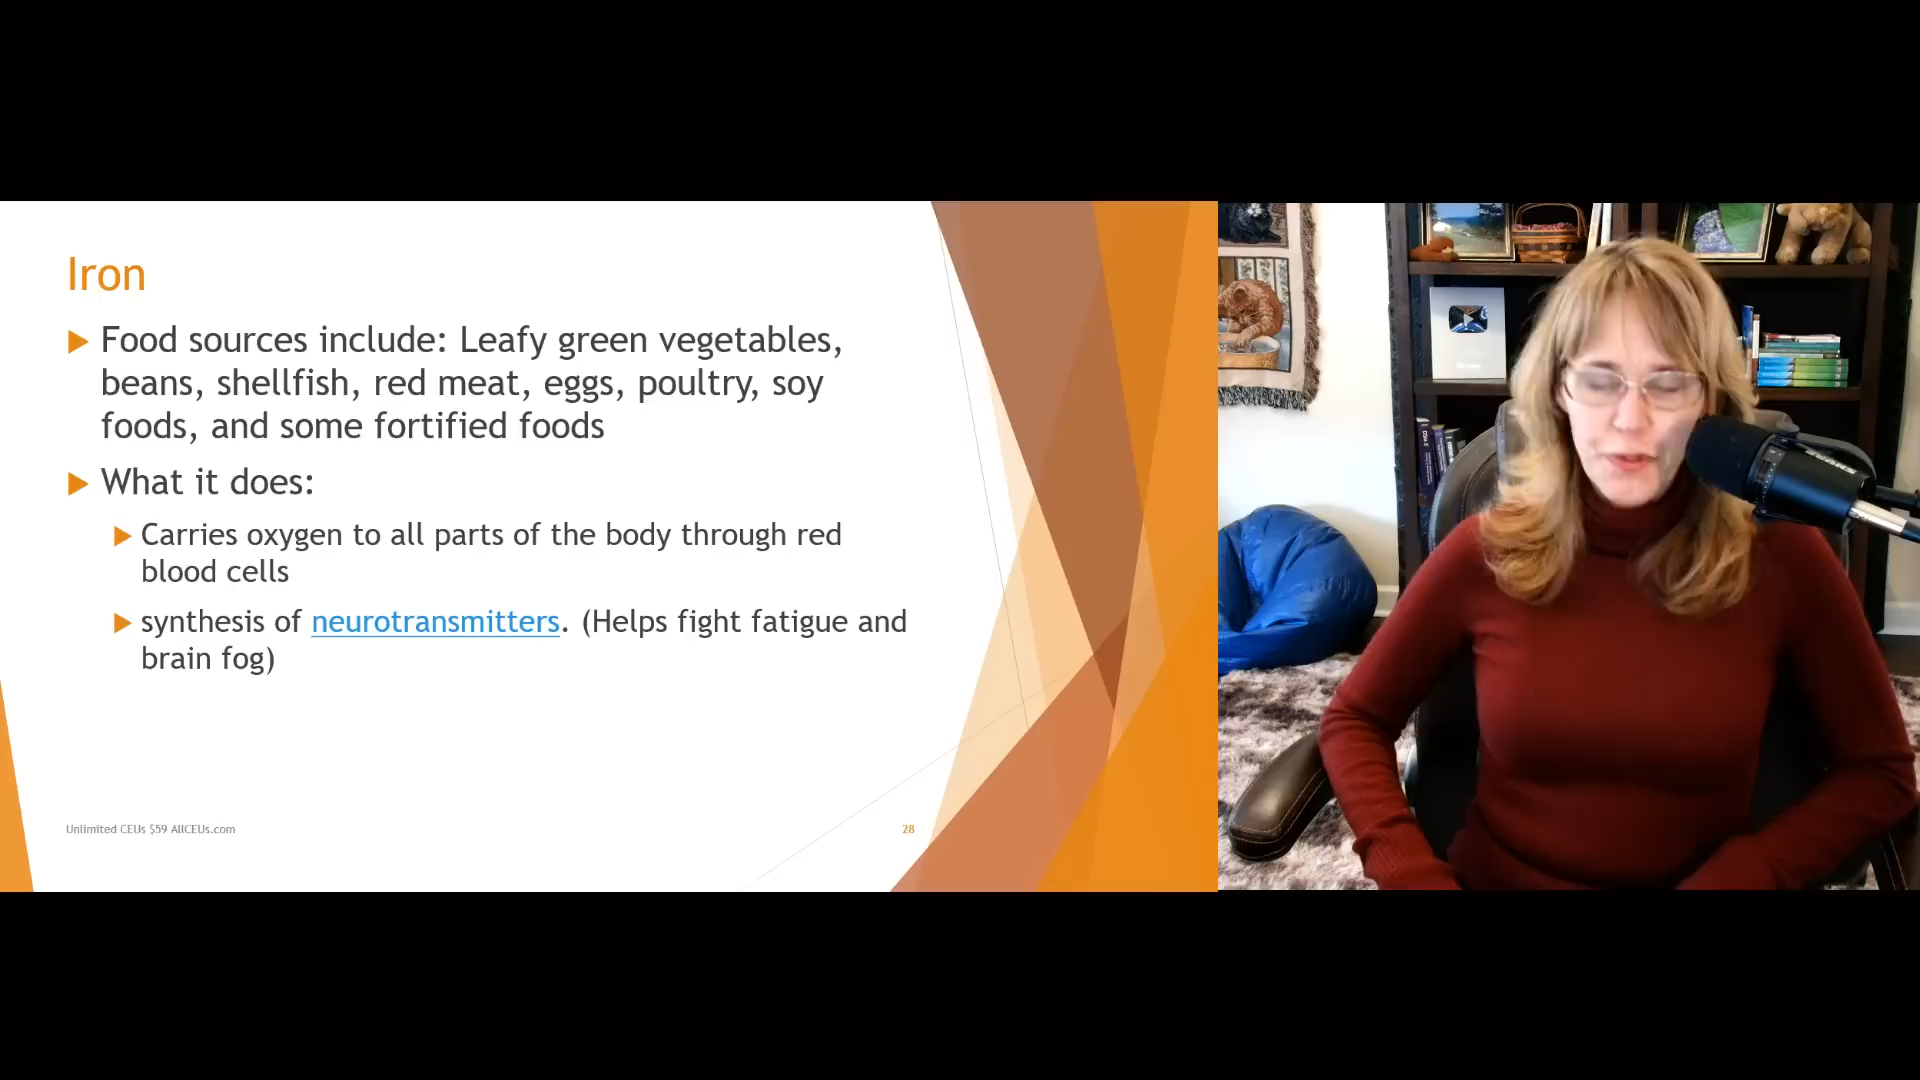 Iron
Food sources include: Leafy green vegetables,
beans, shellfish, red meat, eggs, poultry, soy
foods, and some fortified foods
What it does:
Carries oxygen to all parts of the body through red
blood cells
synthesis of neurotransmitters. (Helps fight fatigue and
brain fog)
Unlimited CEUs $59 AllCEUs.com
28